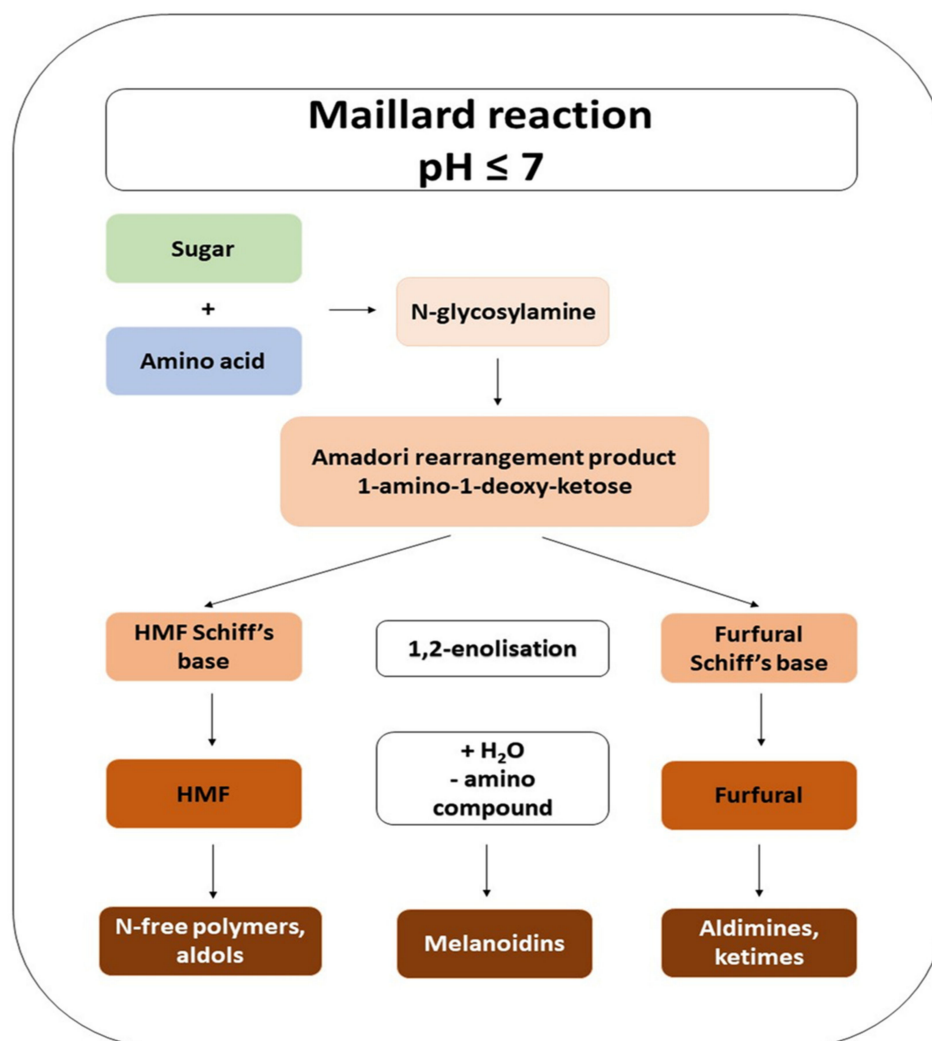 Maillard reaction
pH ≤ 7
Sugar
+
Amino acid
N-glycosylamine
Amadori rearrangement product
1-amino-1-deoxy-ketose
HMF Schiff's
base
1,2-enolisation
Furfural
Schiff's base
HMF
+ H₂O
- amino
compound
Furfural
N-free polymers,
aldols
Melanoidins
Aldimines,
ketimes